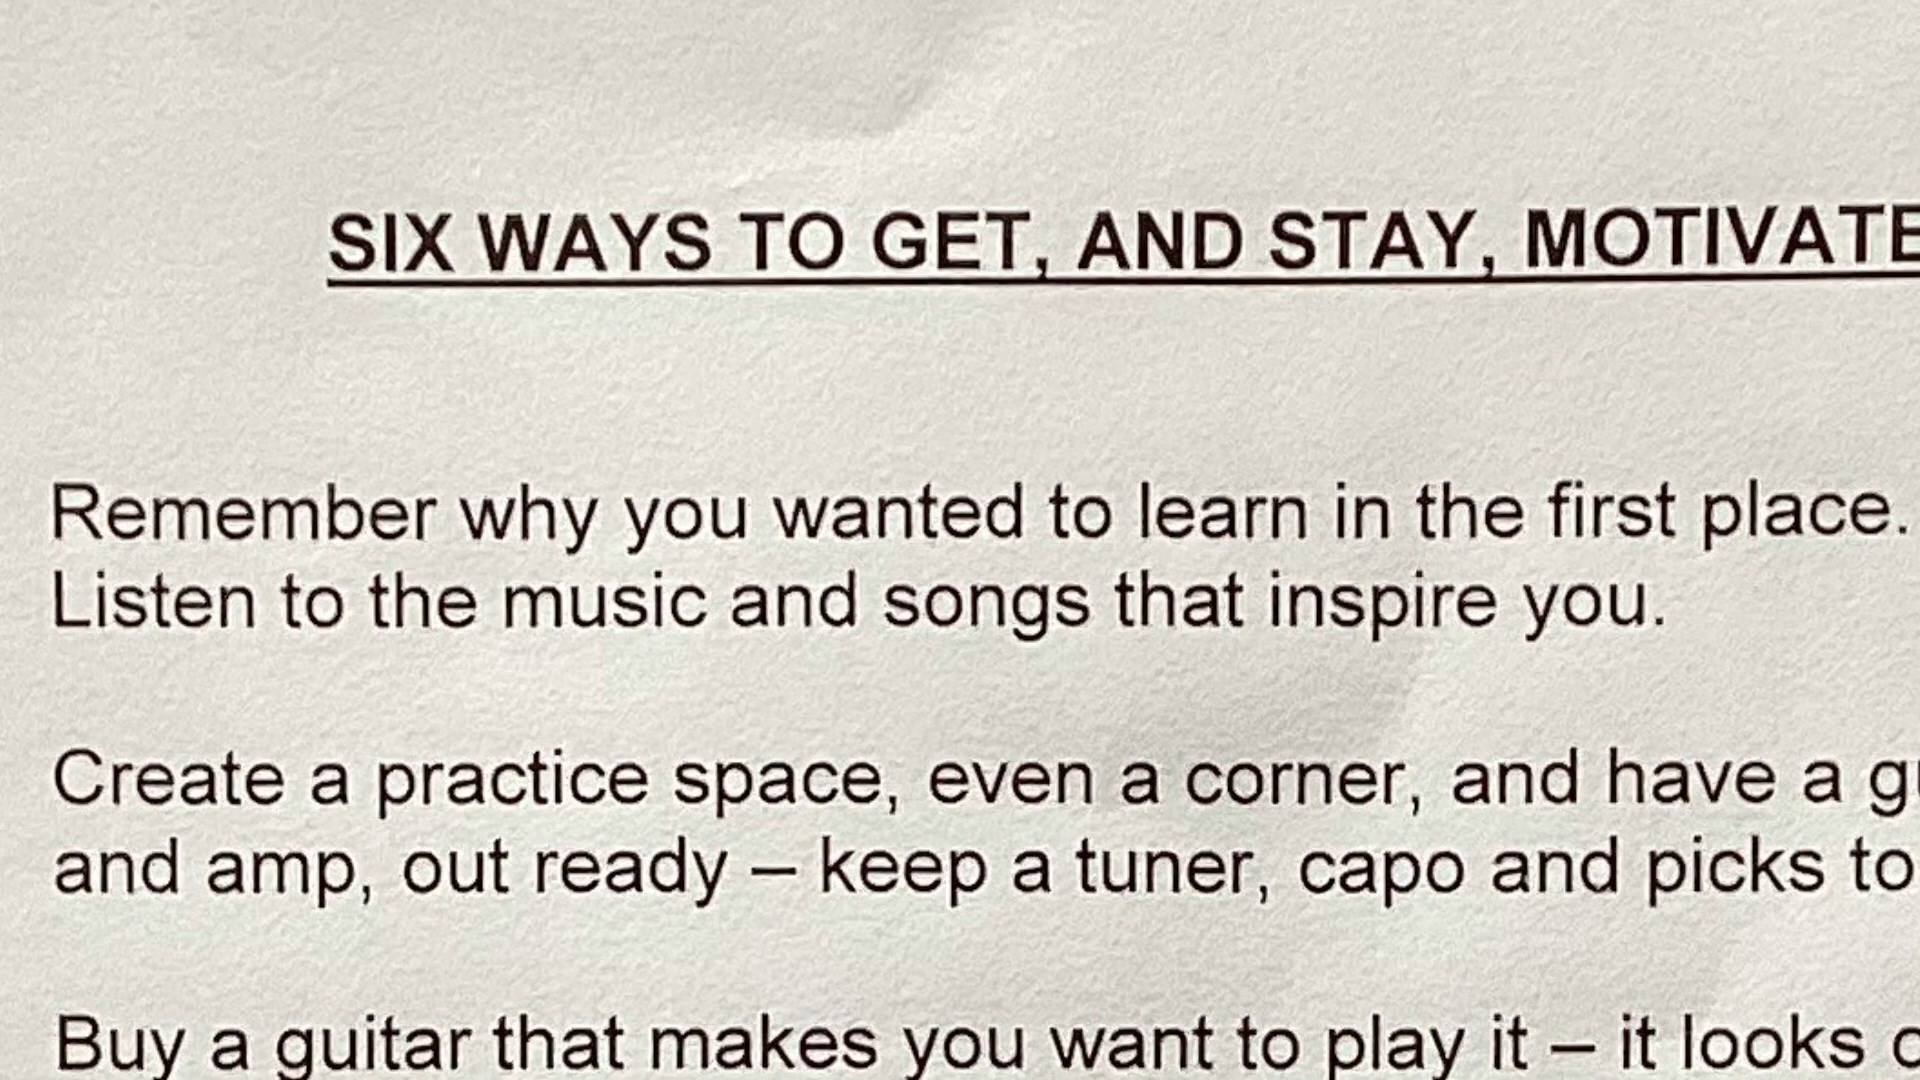 SIX WAYS TO GET, AND STAY, MOTIVATE
Remember why you wanted to learn in the first place.
Listen to the music and songs that inspire you.
Create a practice space, even a corner, and have a
and amp, out ready – keep a tuner, capo and picks to
Buy a guitar that makes you want to play it – it looks